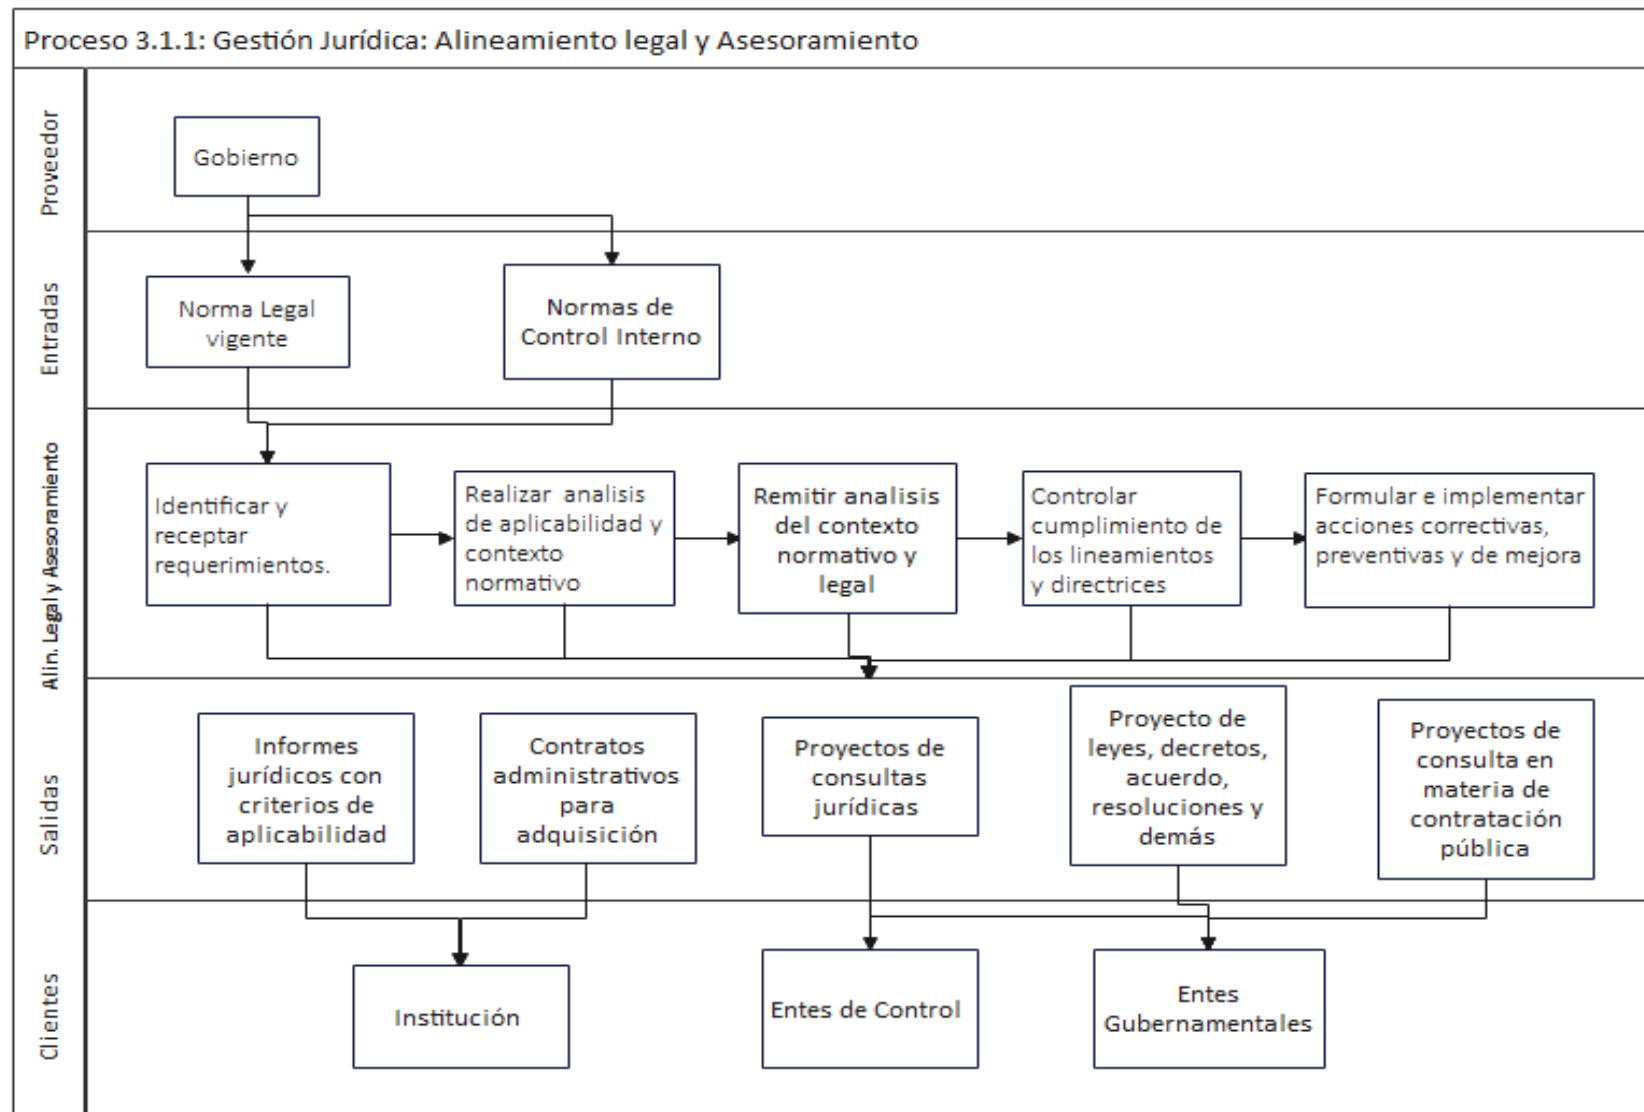 Proceso 3.1.1: Gestión Jurídica: Alineamiento legal y Asesoramiento
Proveedor
Gobierno
Entradas
Norma Legal
vigente
Normas de
Control Interno
Alin. Legal y Asesoramiento
Identificar y
receptar
requerimientos.
Realizar analisis
de aplicabilidad y
contexto
normativo
Remitir analisis
del contexto
normativo y
legal
Controlar
cumplimiento de
los lineamientos
y directrices
Formular e implementar
acciones correctivas,
preventivas y de mejora
Salidas
Informes
jurídicos con
criterios de
aplicabilidad
Contratos
administrativos
para
adquisición
Proyectos de
consultas
jurídicas
Proyecto de
leyes, decretos,
acuerdo,
resoluciones y
demás
Proyectos de
consulta en
materia de
contratación
pública
Clientes
Institución
Entes de Control
Entes
Gubernamentales